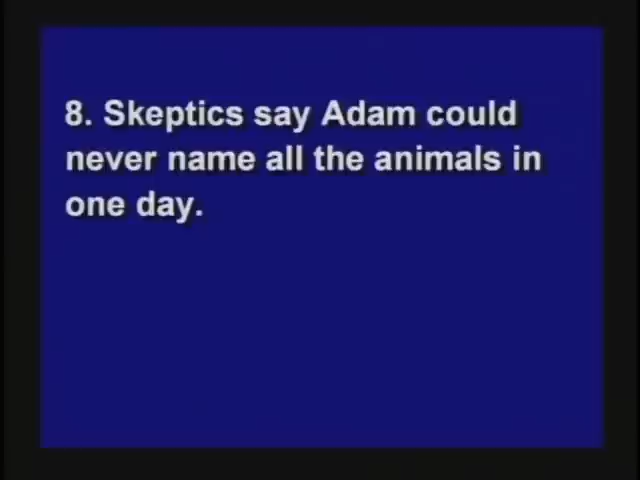 8. Skeptics say Adam could
never name all the animals in
one day.